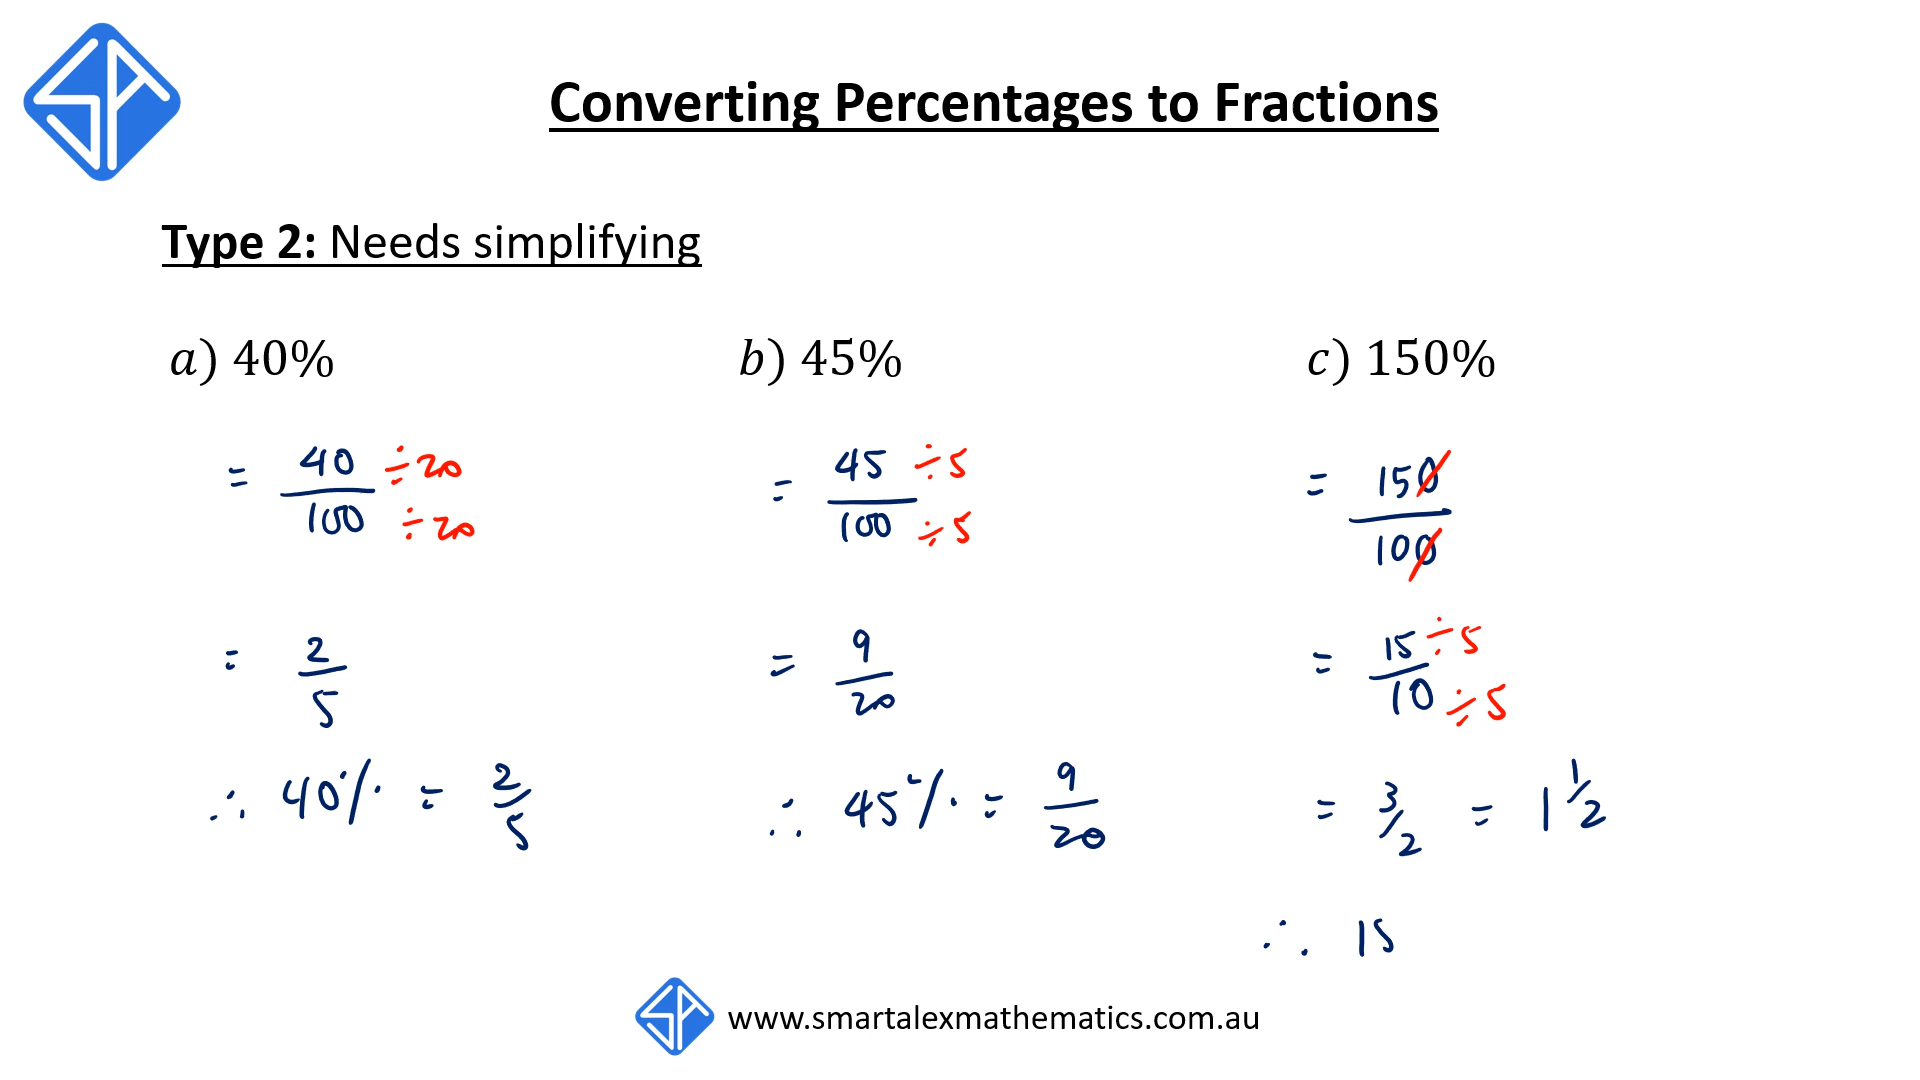 Converting Percentages to Fractions
Type 2: Needs simplifying
a) 40%
= 40/100 ÷20 ÷20
= 2/5
∴ 40% = 2/5
b) 45%
= 45/100 ÷5 ÷5
= 9/20
∴ 45% = 9/20
c) 150%
= 150/100
= 15/10 ÷5 ÷5
= 3/2 = 1 1/2
∴ 15
www.smartalexmathematics.com.au